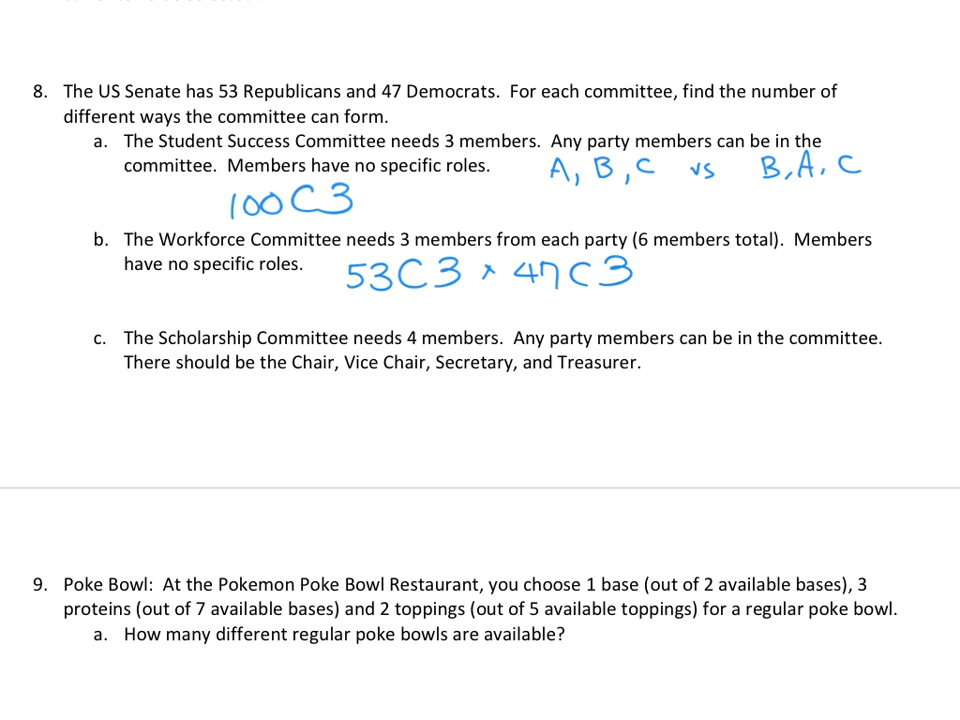 8. The US Senate has 53 Republicans and 47 Democrats. For each committee, find the number of
different ways the committee can form.
a. The Student Success Committee needs 3 members. Any party members can be in the
committee. Members have no specific roles. A, B, C vs B, A, C
100C3
b. The Workforce Committee needs 3 members from each party (6 members total). Members
have no specific roles. 53C3 × 47C3
c. The Scholarship Committee needs 4 members. Any party members can be in the committee.
There should be the Chair, Vice Chair, Secretary, and Treasurer.
9. Poke Bowl: At the Pokemon Poke Bowl Restaurant, you choose 1 base (out of 2 available bases), 3
proteins (out of 7 available bases) and 2 toppings (out of 5 available toppings) for a regular poke bowl.
a. How many different regular poke bowls are available?